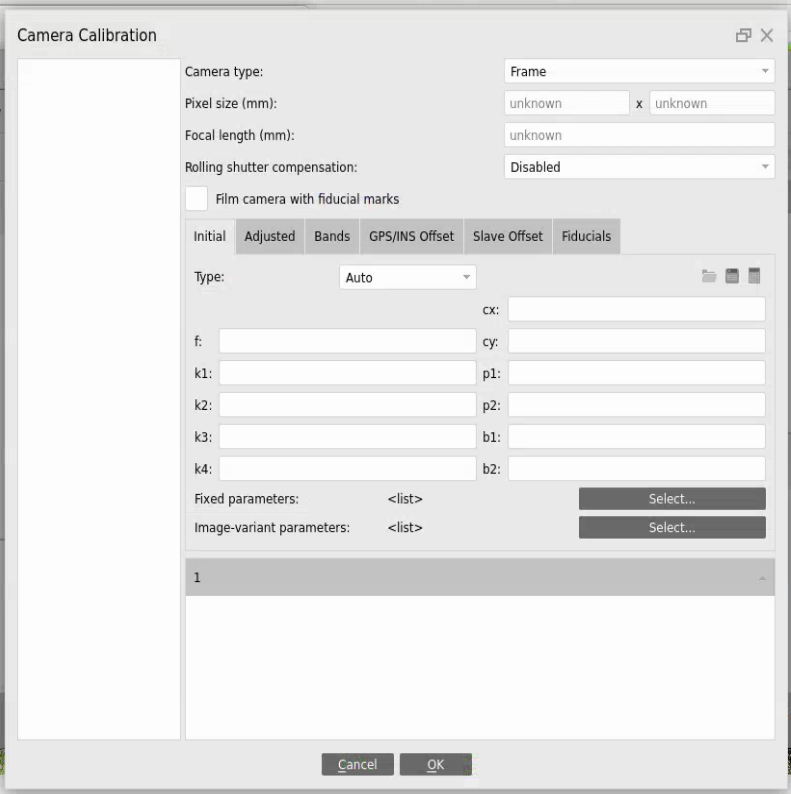 Camera Calibration
Camera type: Frame
Pixel size (mm): unknown x unknown
Focal length (mm): unknown
Rolling shutter compensation: Disabled
Film camera with fiducial marks
Initial Adjusted Bands GPS/INS Offset Slave Offset Fiducials
Type: Auto
cx:
f: cy:
k1: p1:
k2: p2:
k3: b1:
k4: b2:
Fixed parameters: <list> Select...
Image-variant parameters: <list> Select...
1
Cancel OK